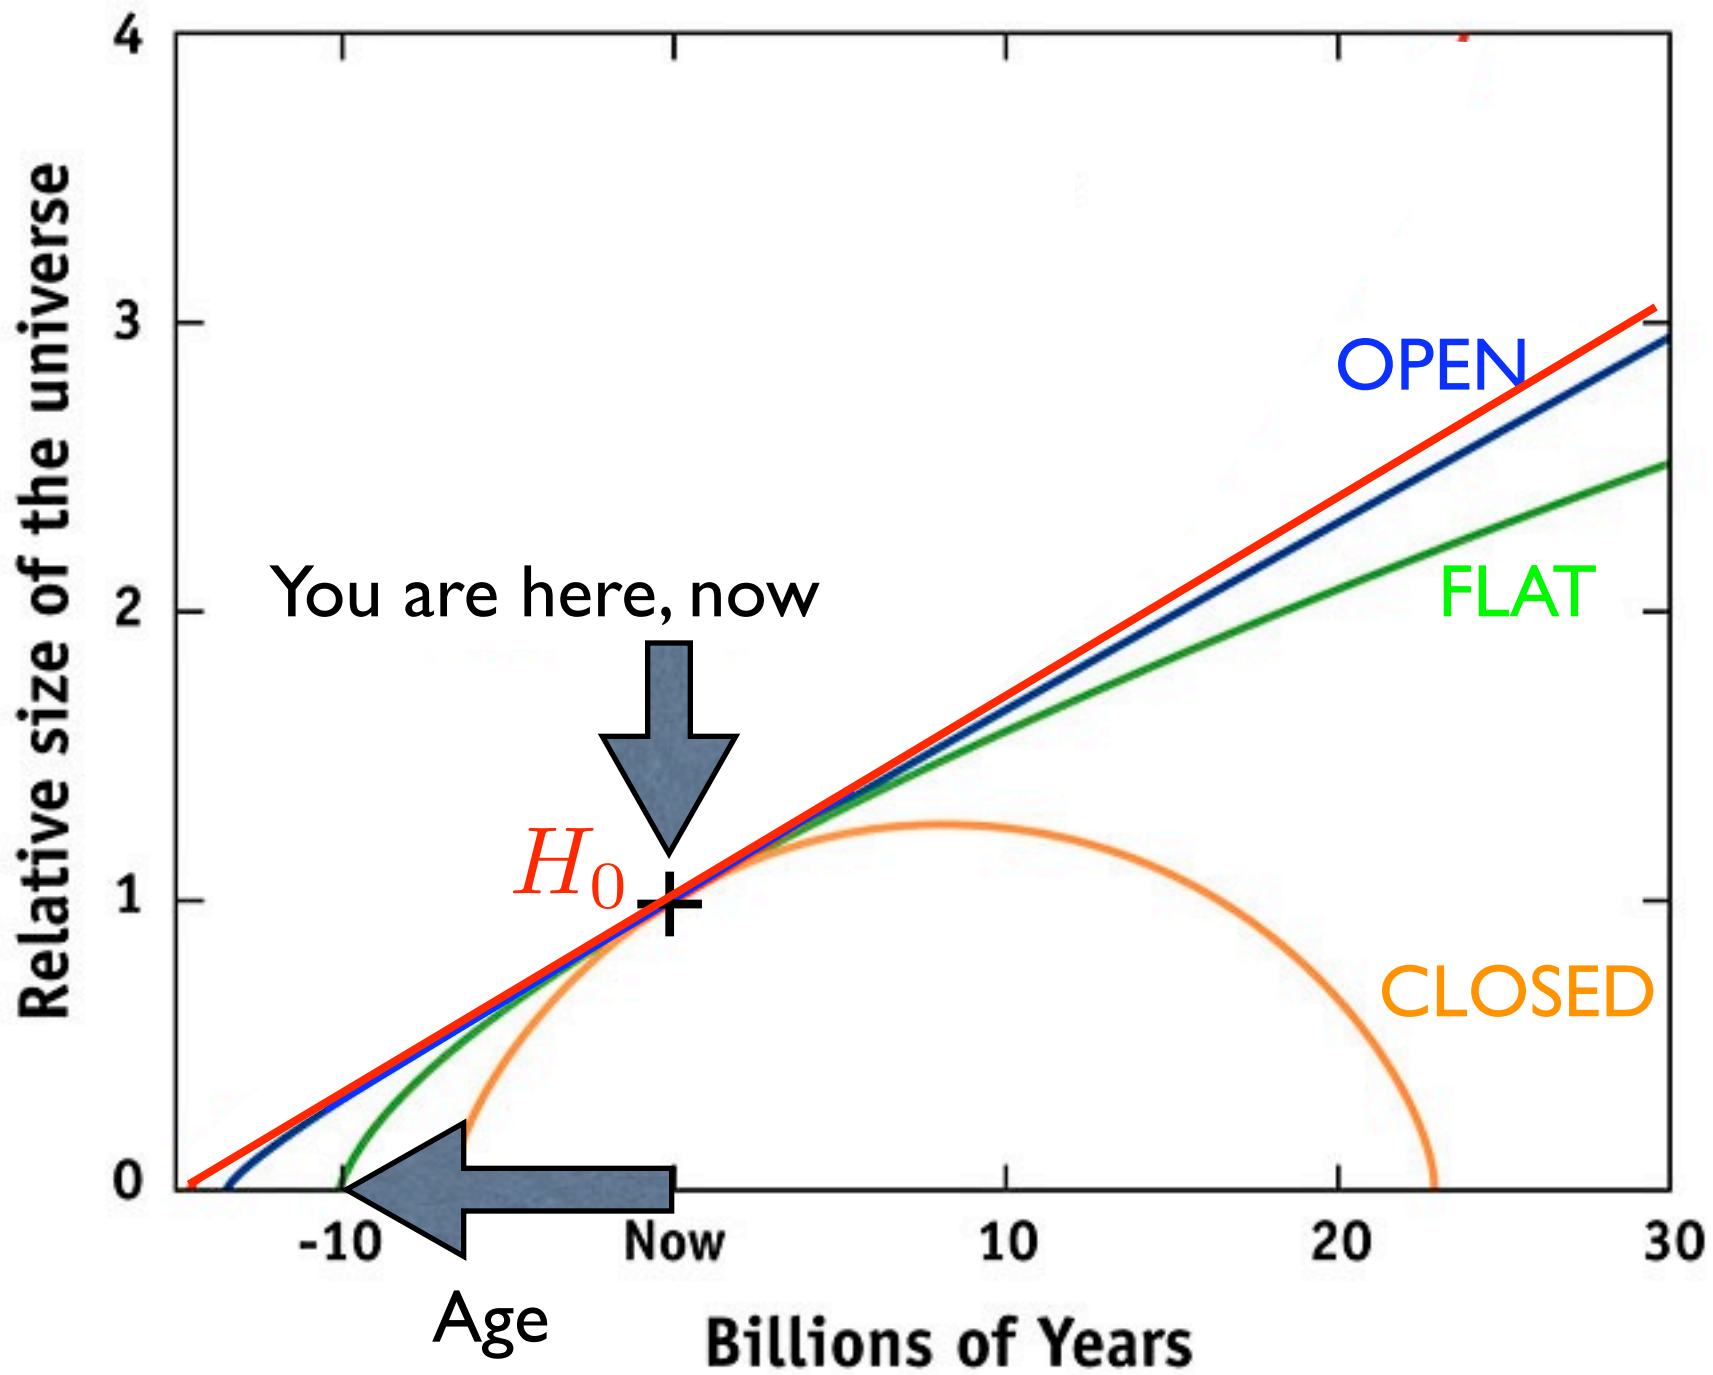 4
3
2
1
0
Relative size of the universe
OPEN
FLAT
You are here, now
H₀
CLOSED
-10 Now 10 20 30
Age
Billions of Years